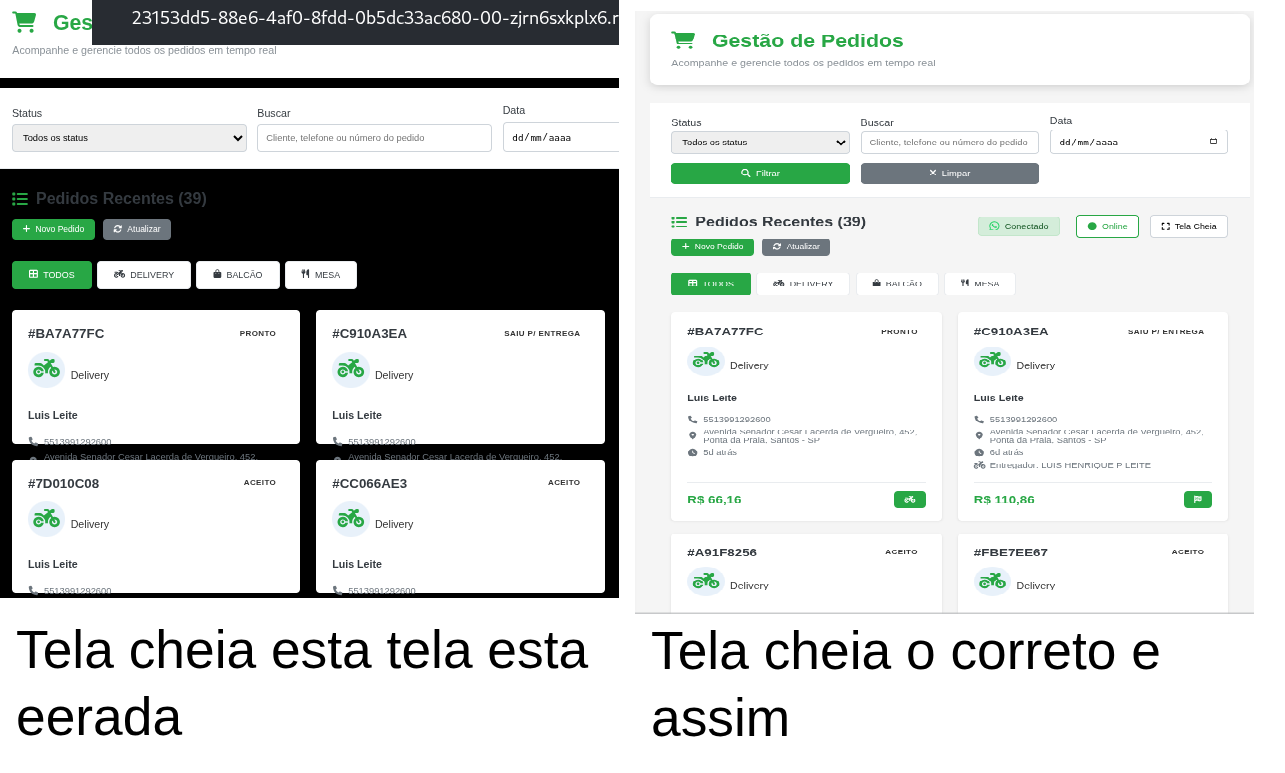 Ges
23153dd5-88e6-4af0-8fdd-0b5dc33ac680-00-zjrn6sxkplx6.r
Acompanhe e gerencie todos os pedidos em tempo real
Status
Buscar
Data
Todos os status
Cliente, telefone ou número do pedido
dd/mm/aaaa
Pedidos Recentes (39)
Novo Pedido
Atualizar
TODOS
DELIVERY
BALCÃO
MESA
#BA7A77FC
PRONTO
Delivery
Luis Leite
5513991292600
Avenida Senador Cesar Lacerda de Vergueiro, 452,
#C910A3EA
SAIU P/ ENTREGA
Delivery
Luis Leite
5513991292600
Avenida Senador Cesar Lacerda de Vergueiro, 452,
#7D010C08
ACEITO
Delivery
Luis Leite
5513991292600
#CC066AE3
ACEITO
Delivery
Luis Leite
5513991292600
Tela cheia esta tela esta
eerada
Gestão de Pedidos
Acompanhe e gerencie todos os pedidos em tempo real
Status
Buscar
Data
Todos os status
Cliente, telefone ou número do pedido
dd/mm/aaaa
Filtrar
Limpar
Pedidos Recentes (39)
Conectado
Online
Tela Cheia
Novo Pedido
Atualizar
TODOS
DELIVERY
BALCÃO
MESA
#BA7A77FC
PRONTO
Delivery
Luis Leite
5513991292600
Avenida Senador Cesar Lacerda de Vergueiro, 452,
Ponta da Praia, Santos - SP
5d atrás
R$ 66,16
#C910A3EA
SAIU P/ ENTREGA
Delivery
Luis Leite
5513991292600
Avenida Senador Cesar Lacerda de Vergueiro, 452,
Ponta da Praia, Santos - SP
6d atrás
Entregador: LUIS HENRIQUE P LEITE
R$ 110,86
#A91F8256
ACEITO
Delivery
#FBE7EE67
ACEITO
Delivery
Tela cheia o correto e
assim